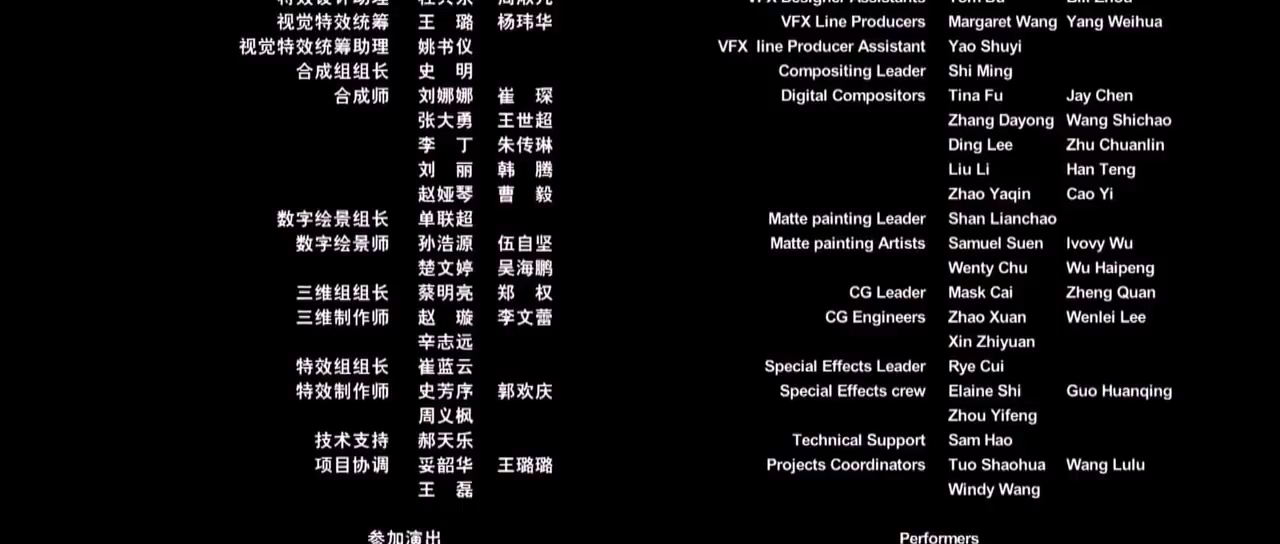 视觉特效统筹 王 璐 杨玮华 VFX Line Producers Margaret Wang Yang Weihua
视觉特效统筹助理 姚书仪 VFX line Producer Assistant Yao Shuyi
合成组组长 史 明 Compositing Leader Shi Ming
合成师 刘娜娜 崔 琛 Digital Compositors Tina Fu Jay Chen
张大勇 王世超 Zhang Dayong Wang Shichao
李 丁 朱传琳 Ding Lee Zhu Chuanlin
刘 丽 韩 腾 Liu Li Han Teng
赵娅琴 曹 毅 Zhao Yaqin Cao Yi
数字绘景组长 单联超 Matte painting Leader Shan Lianchao
数字绘景师 孙浩源 伍自坚 Matte painting Artists Samuel Suen Ivovy Wu
楚文婷 吴海鹏 Wenty Chu Wu Haipeng
三维组组长 蔡明亮 郑 权 CG Leader Mask Cai Zheng Quan
三维制作师 赵 璇 李文蕾 CG Engineers Zhao Xuan Wenlei Lee
辛志远 Xin Zhiyuan
特效组组长 崔蓝云 Special Effects Leader Rye Cui
特效制作师 史芳序 郭欢庆 Special Effects crew Elaine Shi Guo Huanqing
周义枫 Zhou Yifeng
技术支持 郝天乐 Technical Support Sam Hao
项目协调 妥韶华 王璐璐 Projects Coordinators Tuo Shaohua Wang Lulu
王 磊 Windy Wang
参加演出 Performers